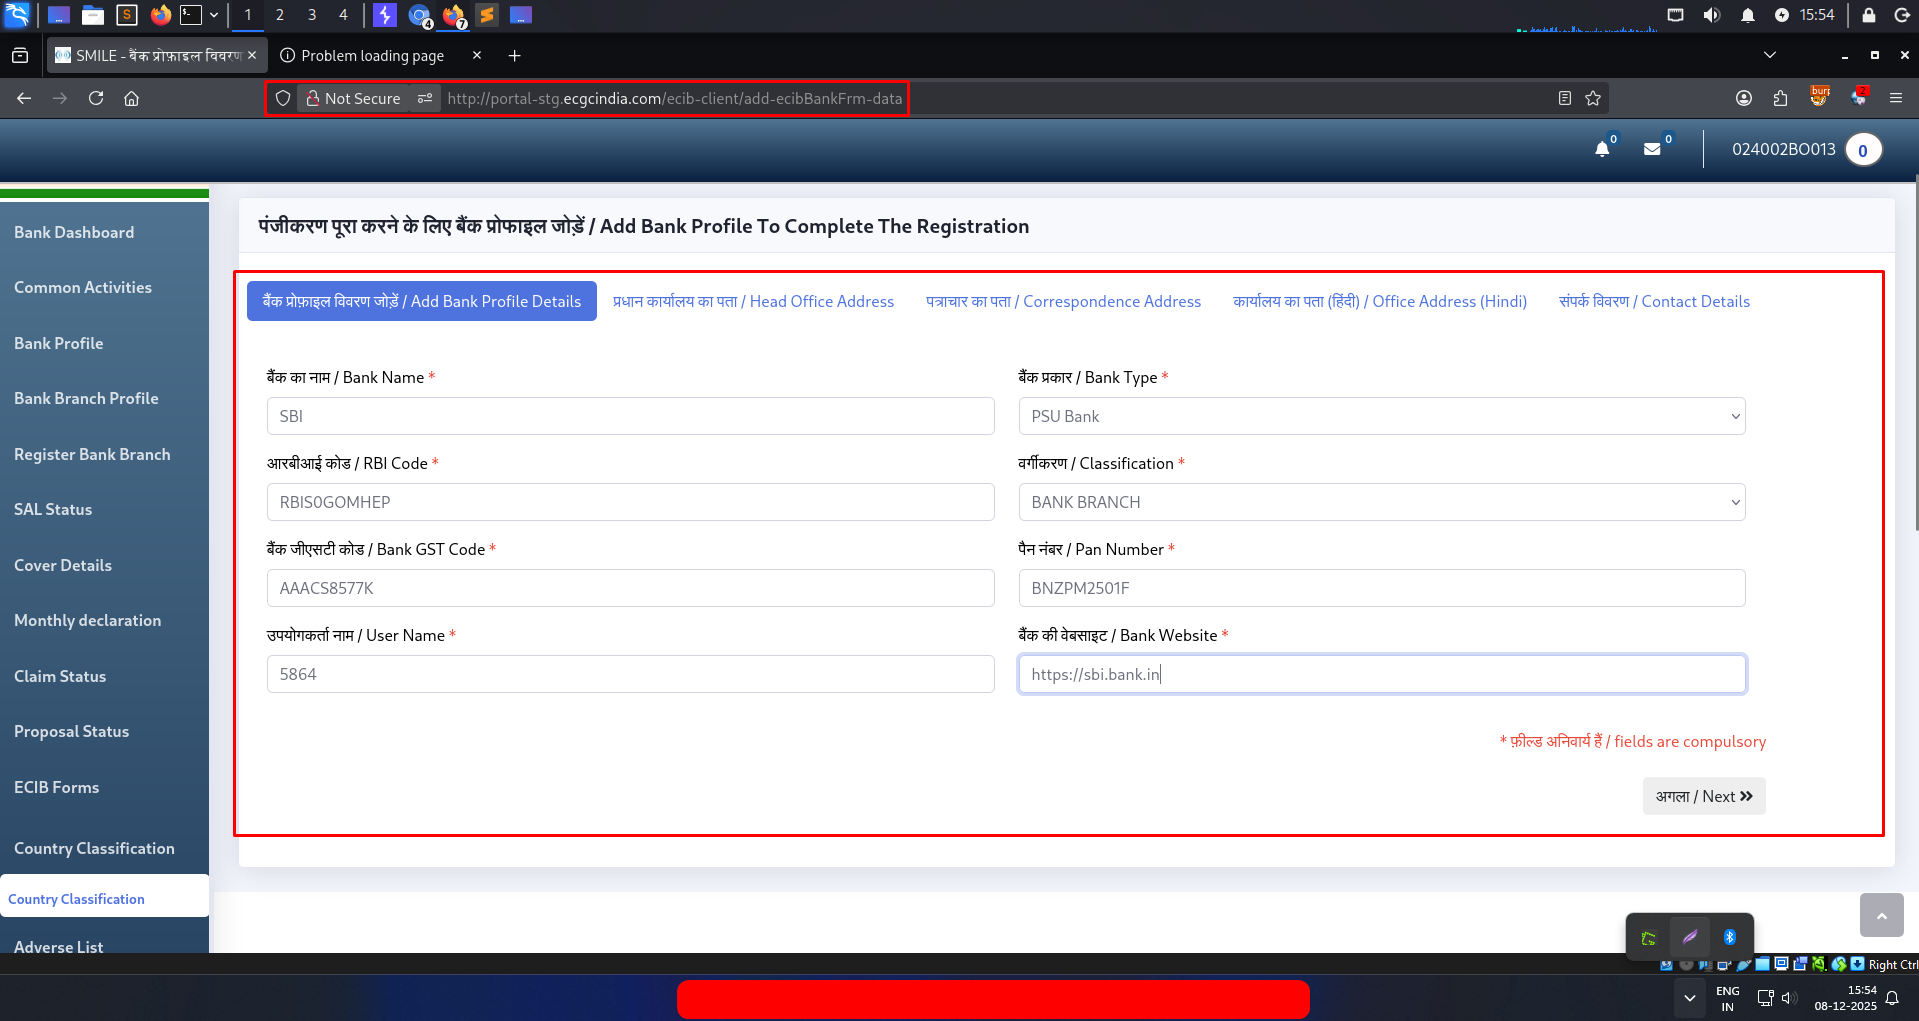 1 2 3 4 4 7 15:54
SMILE - बैंक प्रोफ़ाइल विवरण Problem loading page
Not Secure http://portal-stg.ecgcindia.com/ecib-client/add-ecibBankFrm-data 2
0 0 024002BO013 0
पंजीकरण पूरा करने के लिए बैंक प्रोफाइल जोड़ें / Add Bank Profile To Complete The Registration
Bank Dashboard
Common Activities
Bank Profile
Bank Branch Profile
Register Bank Branch
SAL Status
Cover Details
Monthly declaration
Claim Status
Proposal Status
ECIB Forms
Country Classification
Country Classification
Adverse List
बैंक प्रोफ़ाइल विवरण जोड़ें / Add Bank Profile Details प्रधान कार्यालय का पता / Head Office Address पत्राचार का पता / Correspondence Address कार्यालय का पता (हिंदी) / Office Address (Hindi) संपर्क विवरण / Contact Details
बैंक का नाम / Bank Name * बैंक प्रकार / Bank Type *
SBI PSU Bank
आरबीआई कोड / RBI Code * वर्गीकरण / Classification *
RBIS0GOMHEP BANK BRANCH
बैंक जीएसटी कोड / Bank GST Code * पैन नंबर / Pan Number *
AAACS8577K BNZPM2501F
उपयोगकर्ता नाम / User Name * बैंक की वेबसाइट / Bank Website *
5864 https://sbi.bank.in
* फ़ील्ड अनिवार्य हैं / fields are compulsory
अगला / Next
Right Ctrl
ENG 15:54
IN 08-12-2025